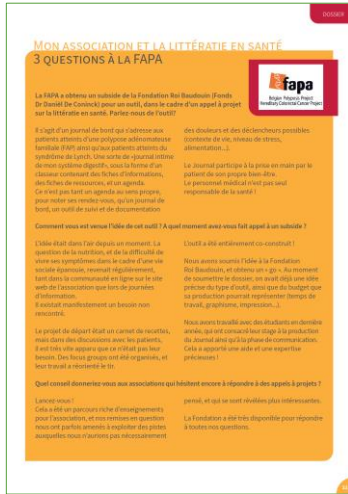 DOSSIER
MON ASSOCIATION ET LA LITTÉRATIE EN SANTÉ
3 QUESTIONS À LA FAPA
fapa
Belgian Polyposis Project
Hereditary Colorectal Cancer Project
La FAPA a obtenu un subside de la Fondation Roi Baudouin (Fonds
Dr Daniël De Coninck) pour un outil, dans le cadre d'un appel à projet
sur la littératie en santé. Parlez-nous de l'outil?
Il s'agit d'un journal de bord qui s'adresse aux
patients atteints d'une polypose adénomateuse
familiale (FAP) ainsi qu'aux patients atteints du
syndrome de Lynch. Une sorte de «journal intime
de mon système digestif», sous la forme d'un
classeur contenant des fiches d'informations,
des fiches de ressources, et un agenda.
Ce n'est pas tant un agenda au sens propre,
pour noter ses rendez-vous, qu'un journal de
bord, un outil de suivi et de documentation
des douleurs et des déclencheurs possibles
(contexte de vie, niveau de stress,
alimentation...).
Le Journal participe à la prise en main par le
patient de son propre bien-être.
Le personnel médical n'est pas seul
responsable de la santé !
Comment vous est venue l'idée de cet outil ? A quel moment avez-vous fait appel à un subside ?
L'idée était dans l'air depuis un moment. La
question de la nutrition, et de la difficulté de
vivre ses symptômes dans le cadre d'une vie
sociale épanouie, revenait régulièrement,
tant dans la communauté en ligne sur le site
web de l'association que lors de journées
d'information.
Il existait manifestement un besoin non
rencontré.
Le projet de départ était un carnet de recettes,
mais dans des discussions avec les patients,
il est très vite apparu que ce n'était pas leur
besoin. Des focus groups ont été organisés, et
leur travail a réorienté le tir.
L'outil a été entièrement co-construit !
Nous avons soumis l'idée à la Fondation
Roi Baudouin, et obtenu un « go ». Au moment
de soumettre le dossier, on avait déjà une idée
précise du type d'outil, ainsi que du budget que
sa production pourrait représenter (temps de
travail, graphisme, impression...).
Nous avons travaillé avec des étudiants en dernière
année, qui ont consacré leur stage à la production
du Journal ainsi qu'à la phase de communication.
Cela a apporté une aide et une expertise
précieuses !
Quel conseil donneriez-vous aux associations qui hésitent encore à répondre à des appels à projets ?
Lancez-vous !
Cela a été un parcours riche d'enseignements
pour l'association, et nos remises en question
nous ont parfois amenés à exploiter des pistes
auxquelles nous n'aurions pas nécessairement
pensé, et qui se sont révélées plus intéressantes.
La Fondation a été très disponible pour répondre
à toutes nos questions.